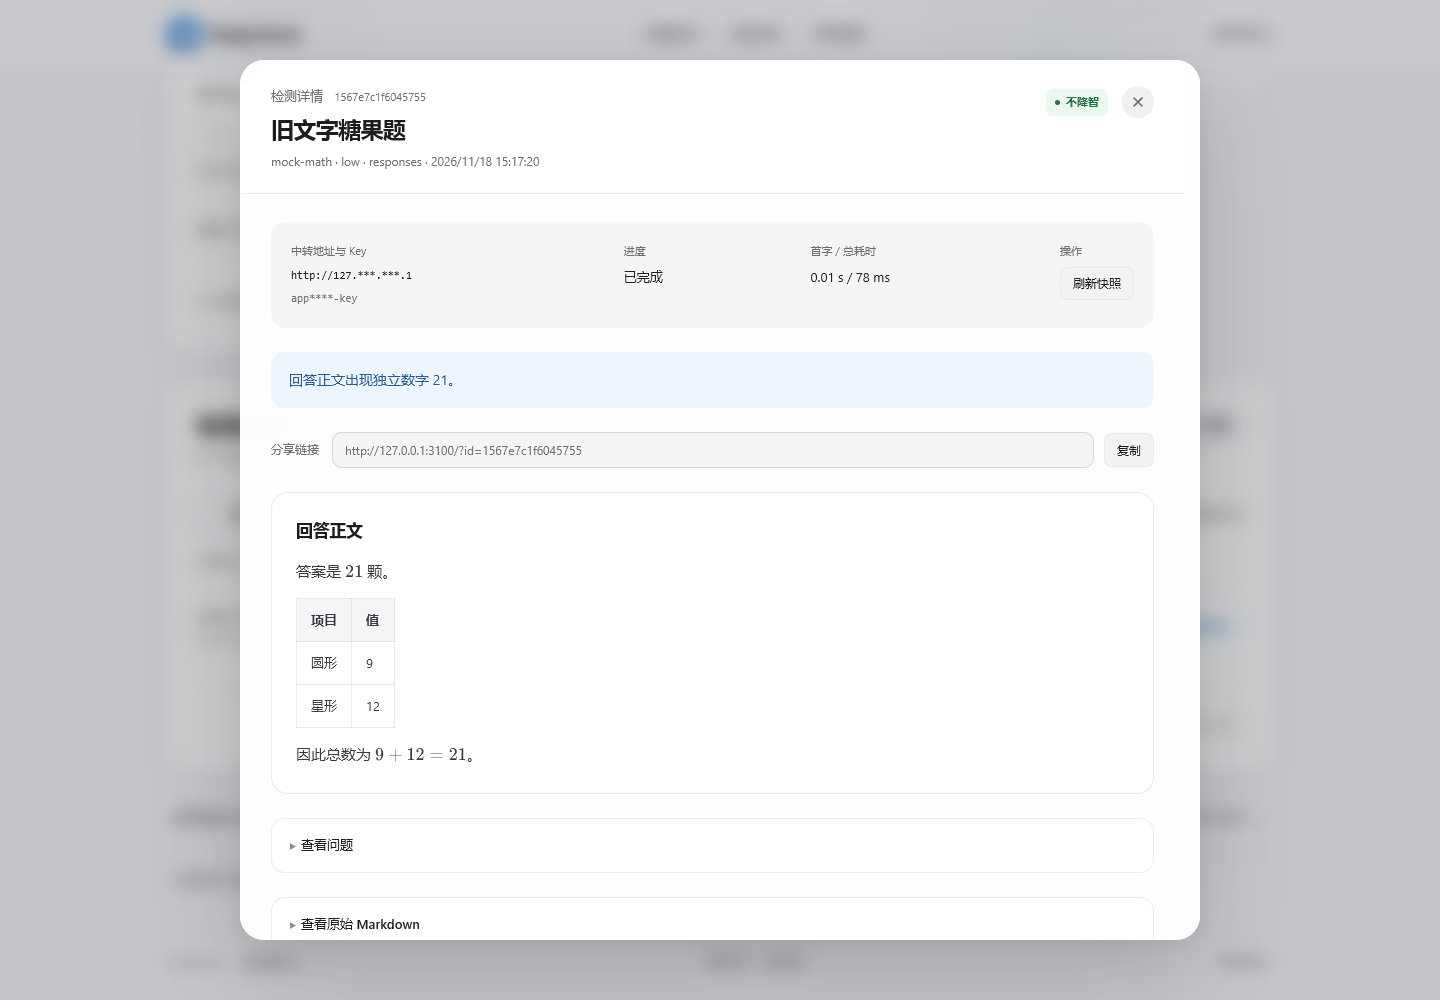 检测详情 1567e7c1f6045755
不降智
旧文字糖果题
mock-math · low · responses · 2026/11/18 15:17:20
中转地址与 Key
http://127.***.***.1
app****-key
进度
已完成
首字 / 总耗时
0.01 s / 78 ms
操作
刷新快照
回答正文出现独立数字 21。
分享链接 http://127.0.0.1:3100/?id=1567e7c1f6045755 复制
回答正文
答案是 21 颗。
项目 值
圆形 9
星形 12
因此总数为 9 + 12 = 21。
查看问题
查看原始 Markdown